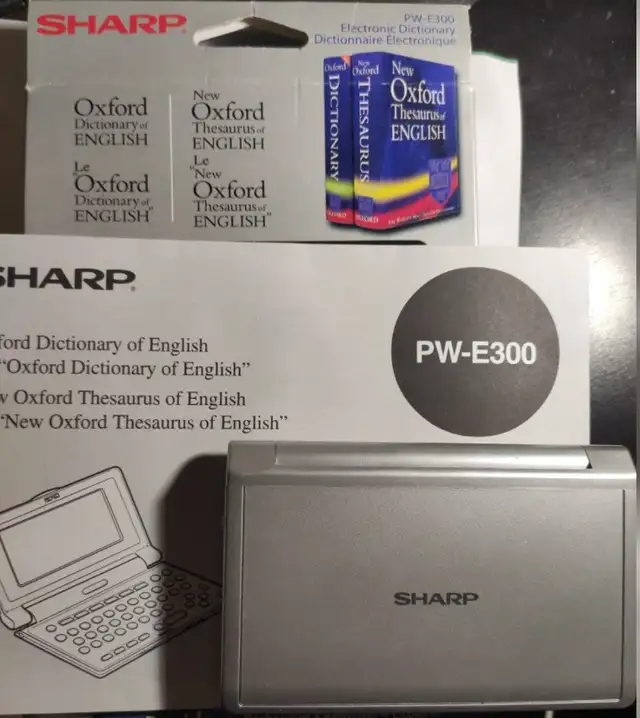 SHARP®
PW-E300
Electronic Dictionary
Dictionnaire Électronique
Oxford
Dictionary of
ENGLISH
New
Oxford
Thesaurus of
ENGLISH
Le
"Oxford
Dictionary of
ENGLISH"
Le
"New
Oxford
Thesaurus of
ENGLISH"
Oxford
DICTIONARY
OXFORD
New
Oxford
THESAURUS
OXFORD
New
Oxford
Thesaurus of
ENGLISH
SHARP®
PW-E300
ford Dictionary of English
"Oxford Dictionary of English"
w Oxford Thesaurus of English
"New Oxford Thesaurus of English"
SHARP